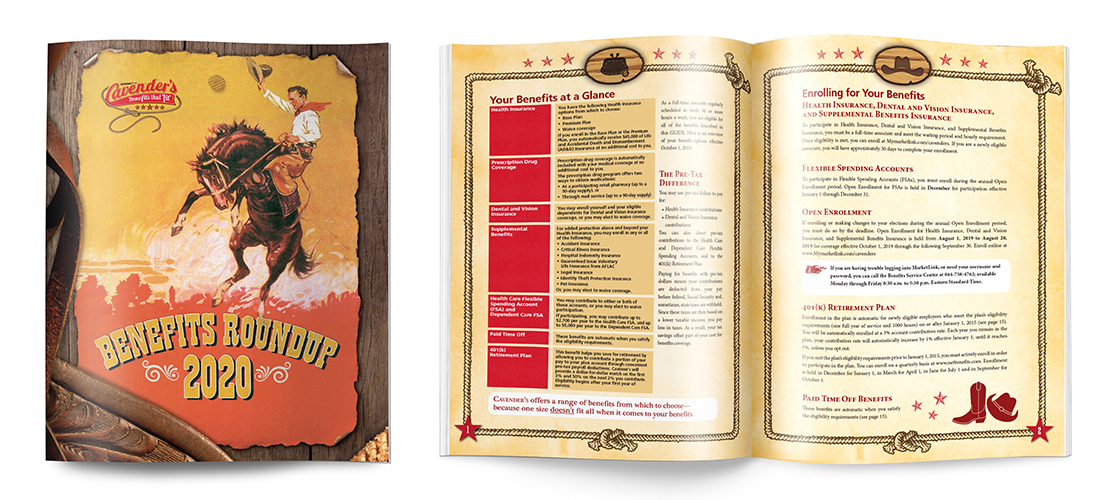 Cavender's
Benefits that Fit
BENEFITS ROUNDUP
2020
Your Benefits at a Glance
Health Insurance
You have the following Health Insurance
options from which to choose:
• Base Plan
• Premium Plan
• Waive coverage
If you enroll in the Base Plan or the Premium
Plan, you automatically receive $45,000 of Life
and Accidental Death and Dismemberment
(AD&D) insurance at no additional cost to you.
Prescription Drug
Coverage
Prescription drug coverage is automatically
included with your medical coverage at no
additional cost to you.
The prescription drug program offers two
ways to obtain medications:
• At a participating retail pharmacy (up to a
30-day supply), or
• Through mail service (up to a 90-day supply)
Dental and Vision
Insurance
You may enroll yourself and your eligible
dependents for Dental and Vision Insurance
coverage, or you may elect to waive coverage.
Supplemental
Benefits
For added protection above and beyond your
Health Insurance, you may enroll in any or all
of the following:
• Accident Insurance
• Critical Illness Insurance
• Hospital Indemnity Insurance
• Guaranteed Issue Voluntary
Life Insurance from AFLAC
• Legal Insurance
• Identity Theft Protection Insurance
• Pet Insurance
Or, you may elect to waive coverage.
Health Care Flexible
Spending Account
(FSA) and
Dependent Care FSA
You may contribute to either or both of
these accounts, or you may elect to waive
participation.
If participating, you may contribute up to
$2,700 per year to the Health Care FSA, and up
to $5,000 per year to the Dependent Care FSA.
Paid Time Off
These benefits are automatic when you satisfy
the eligibility requirements.
401(k)
Retirement Plan
This benefit helps you save for retirement by
allowing you to contribute a portion of your
pay to your plan account through convenient
pre-tax payroll deductions. Cavender's will
provide a dollar-for-dollar match on the first
1% and 50% on the next 2% you contribute.
Eligibility begins after your first year of
service.
As a full-time associate regularly
scheduled to work 30 or more
hours a week, you are eligible for
all of the benefits described in
this GUIDE. Here is an overview
of your benefit options effective
October 1, 2019
THE PRE-TAX
DIFFERENCE
You may use pre-tax dollars to pay
for:
• Health Insurance contributions
• Dental and Vision Insurance
contributions
You can also direct pre-tax
contributions to the Health Care
and Dependent Care Flexible
Spending Accounts, and to the
401(k) Retirement Plan.
Paying for benefits with pre-tax
dollars means your contributions
are deducted from your pay
before federal, Social Security and,
sometimes, state taxes are withheld.
Since these taxes are then based on
a lower taxable income, you pay
less in taxes. As a result, your tax
savings offset part of your cost for
benefits coverage.
CAVENDER'S offers a range of benefits from which to choose—
because one size doesn't fit all when it comes to your benefits.
1
Enrolling for Your Benefits
HEALTH INSURANCE, DENTAL AND VISION INSURANCE,
AND SUPPLEMENTAL BENEFITS INSURANCE
To participate in Health Insurance, Dental and Vision Insurance, and Supplemental Benefits
Insurance, you must be a full-time associate and meet the waiting period and hourly requirement.
Once eligibility is met, you can enroll at Mymarketlink.com/cavenders. If you are a newly eligible
associate, you will have approximately 30 days to complete your enrollment.
FLEXIBLE SPENDING ACCOUNTS
To participate in Flexible Spending Accounts (FSAs), you must enroll during the annual Open
Enrollment period. Open Enrollment for FSAs is held in December for participation effective
January 1 through December 31.
OPEN ENROLLMENT
If enrolling or making changes to your elections during the annual Open Enrollment period,
you must do so by the deadline. Open Enrollment for Health Insurance, Dental and Vision
Insurance, and Supplemental Benefits Insurance is held from August 1, 2019 to August 28,
2019 for coverage effective October 1, 2019 through the following September 30. Enroll online at
www.Mymarketlink.com/cavenders
If you are having trouble logging into MarketLink, or need your username and
password, you can call the Benefits Service Center at 844-738-4762; available
Monday through Friday 8:30 a.m. to 5:30 p.m. Eastern Standard Time.
401(K) RETIREMENT PLAN
Enrollment in the plan is automatic for newly eligible employees who meet the plan's eligibility
requirements (one full year of service and 1000 hours) on or after January 1, 2015 (see page 15).
You will be automatically enrolled at a 3% account contribution rate. Each year you remain in the
plan, your contribution rate will automatically increase by 1% effective January 1, until it reaches
9%, unless you opt out.
If you met the plan's eligibility requirements prior to January 1, 2015, you must actively enroll in order
to participate in the plan. You can enroll on a quarterly basis at www.netbenefits.com. Enrollment
is held in December for January 1, in March for April 1, in June for July 1 and in September for
October 1.
PAID TIME OFF BENEFITS
These benefits are automatic when you satisfy
the eligibility requirements (see page 15).
2